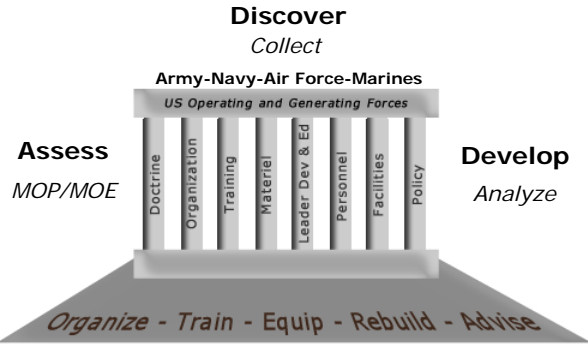 Discover
Collect
Army-Navy-Air Force-Marines
US Operating and Generating Forces
Assess
MOP/MOE
Doctrine
Organization
Training
Materiel
Leader Dev & Ed
Personnel
Facilities
Policy
Develop
Analyze
Organize - Train - Equip - Rebuild - Advise